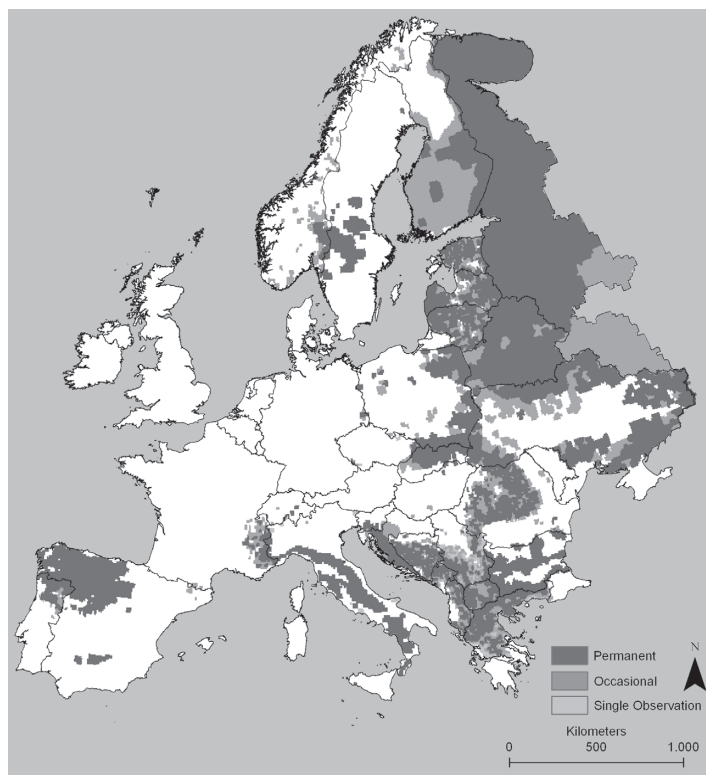 N
Permanent
Occasional
Single Observation
Kilometers
0 500 1.000